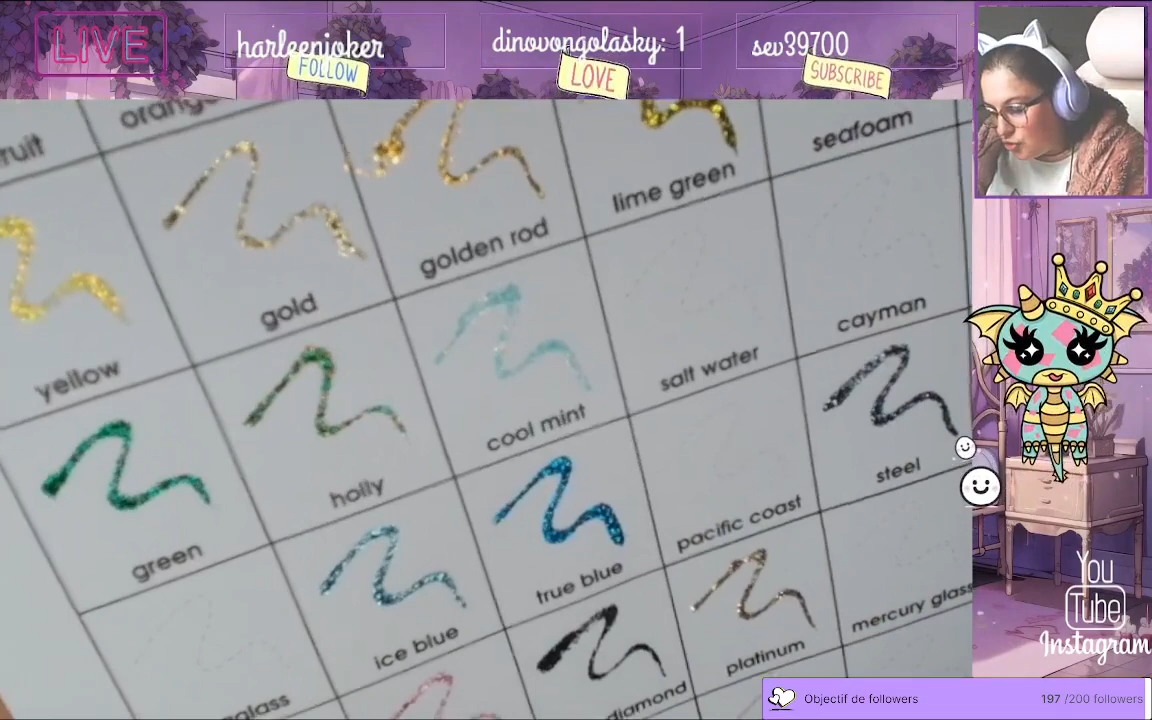 LIVE
harleenjoker
FOLLOW
dinovongolasky: 1
LOVE
sev39700
SUBSCRIBE
seafoam
lime green
golden rod
gold
yellow
cayman
salt water
cool mint
holly
green
steel
pacific coast
true blue
ice blue
mercury glass
platinum
diamond
You
Tube
Instagram
Objectif de followers
197 /200 followers